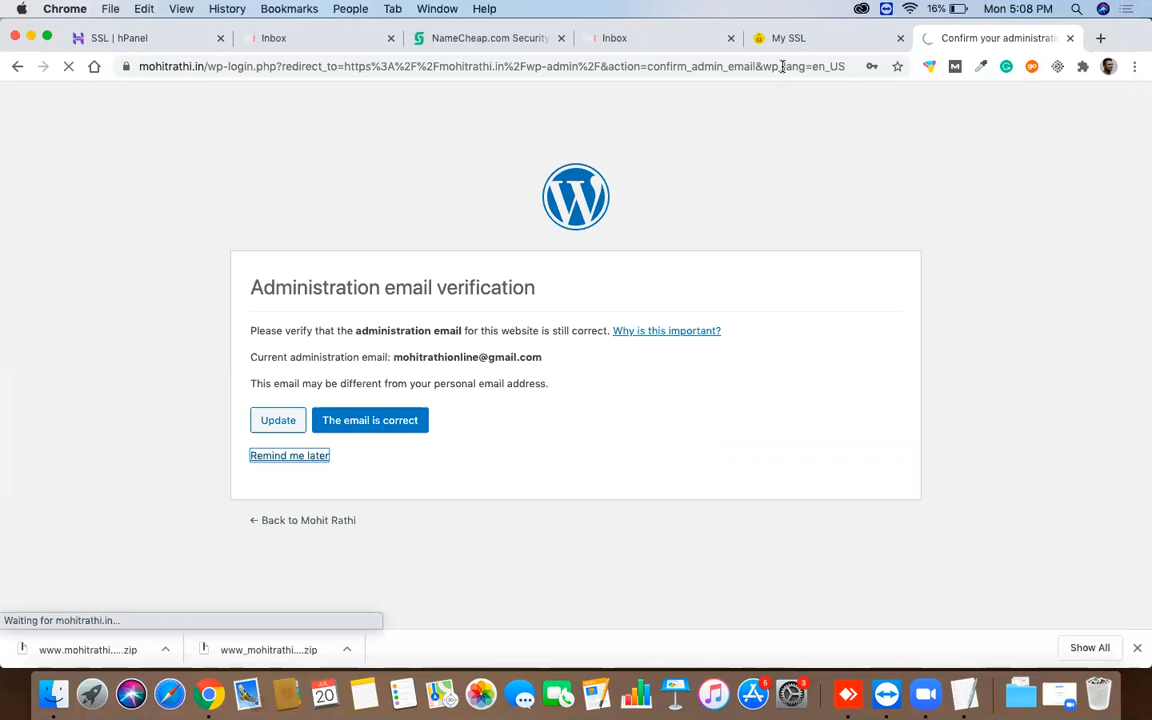 Chrome File Edit View History Bookmarks People Tab Window Help 16% Mon 5:08 PM
SSL | hPanel Inbox NameCheap.com Security Inbox My SSL Confirm your administrati
mohitrathi.in/wp-login.php?redirect_to=https%3A%2F%2Fmohitrathi.in%2Fwp-admin%2F&action=confirm_admin_email&wp_lang=en_US
Administration email verification
Please verify that the administration email for this website is still correct. Why is this important?
Current administration email: mohitrathionline@gmail.com
This email may be different from your personal email address.
Update The email is correct
Remind me later
← Back to Mohit Rathi
Waiting for mohitrathi.in...
www.mohitrathi.....zip www_mohitrathi....zip Show All
JUN
20
6
3